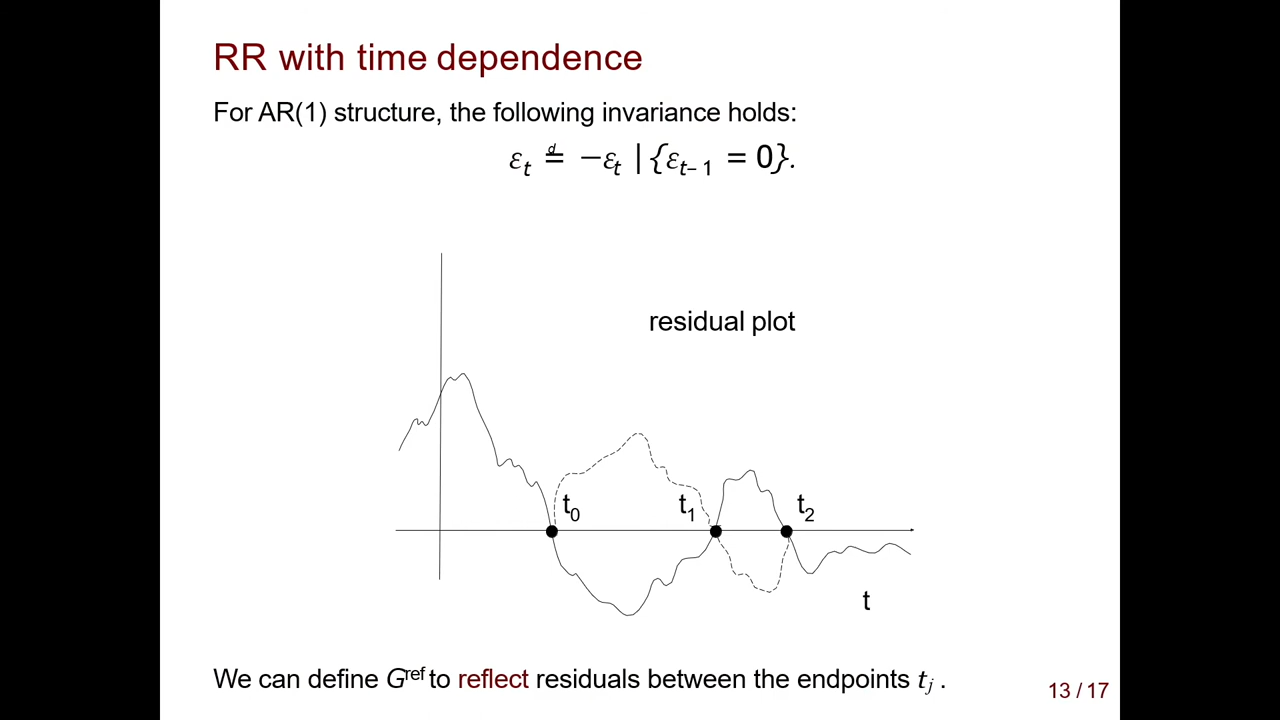 RR with time dependence
For AR(1) structure, the following invariance holds:
εt d= −εt | {εt−1 = 0}.
residual plot
t0 t1 t2
t
We can define Gref to reflect residuals between the endpoints tj .
13 / 17